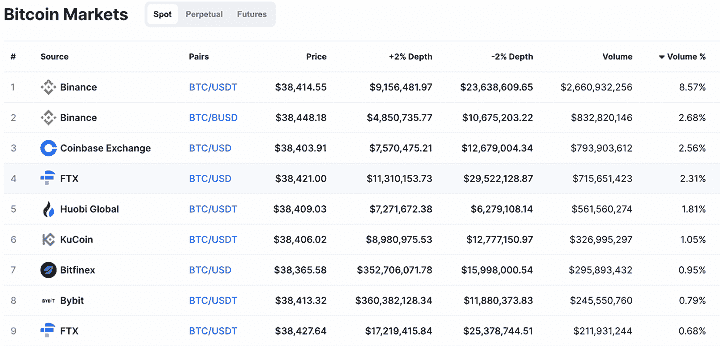 Bitcoin Markets Spot Perpetual Futures
# Source Pairs Price +2% Depth -2% Depth Volume Volume %
1 Binance BTC/USDT $38,414.55 $9,156,481.97 $23,638,609.65 $2,660,932,256 8.57%
2 Binance BTC/BUSD $38,448.18 $4,850,735.77 $10,675,203.22 $832,820,146 2.68%
3 Coinbase Exchange BTC/USD $38,403.91 $7,570,475.21 $12,679,004.34 $793,903,612 2.56%
4 FTX BTC/USD $38,421.00 $11,310,153.73 $29,522,128.87 $715,651,423 2.31%
5 Huobi Global BTC/USDT $38,409.03 $7,271,672.38 $6,279,108.14 $561,560,274 1.81%
6 KuCoin BTC/USDT $38,406.02 $8,980,975.53 $12,777,150.97 $326,995,297 1.05%
7 Bitfinex BTC/USD $38,365.58 $352,706,071.78 $15,998,000.54 $295,893,432 0.95%
8 BYBIT Bybit BTC/USDT $38,413.32 $360,382,128.34 $11,880,373.83 $245,550,760 0.79%
9 FTX BTC/USDT $38,427.64 $17,219,415.84 $25,378,744.51 $211,931,244 0.68%